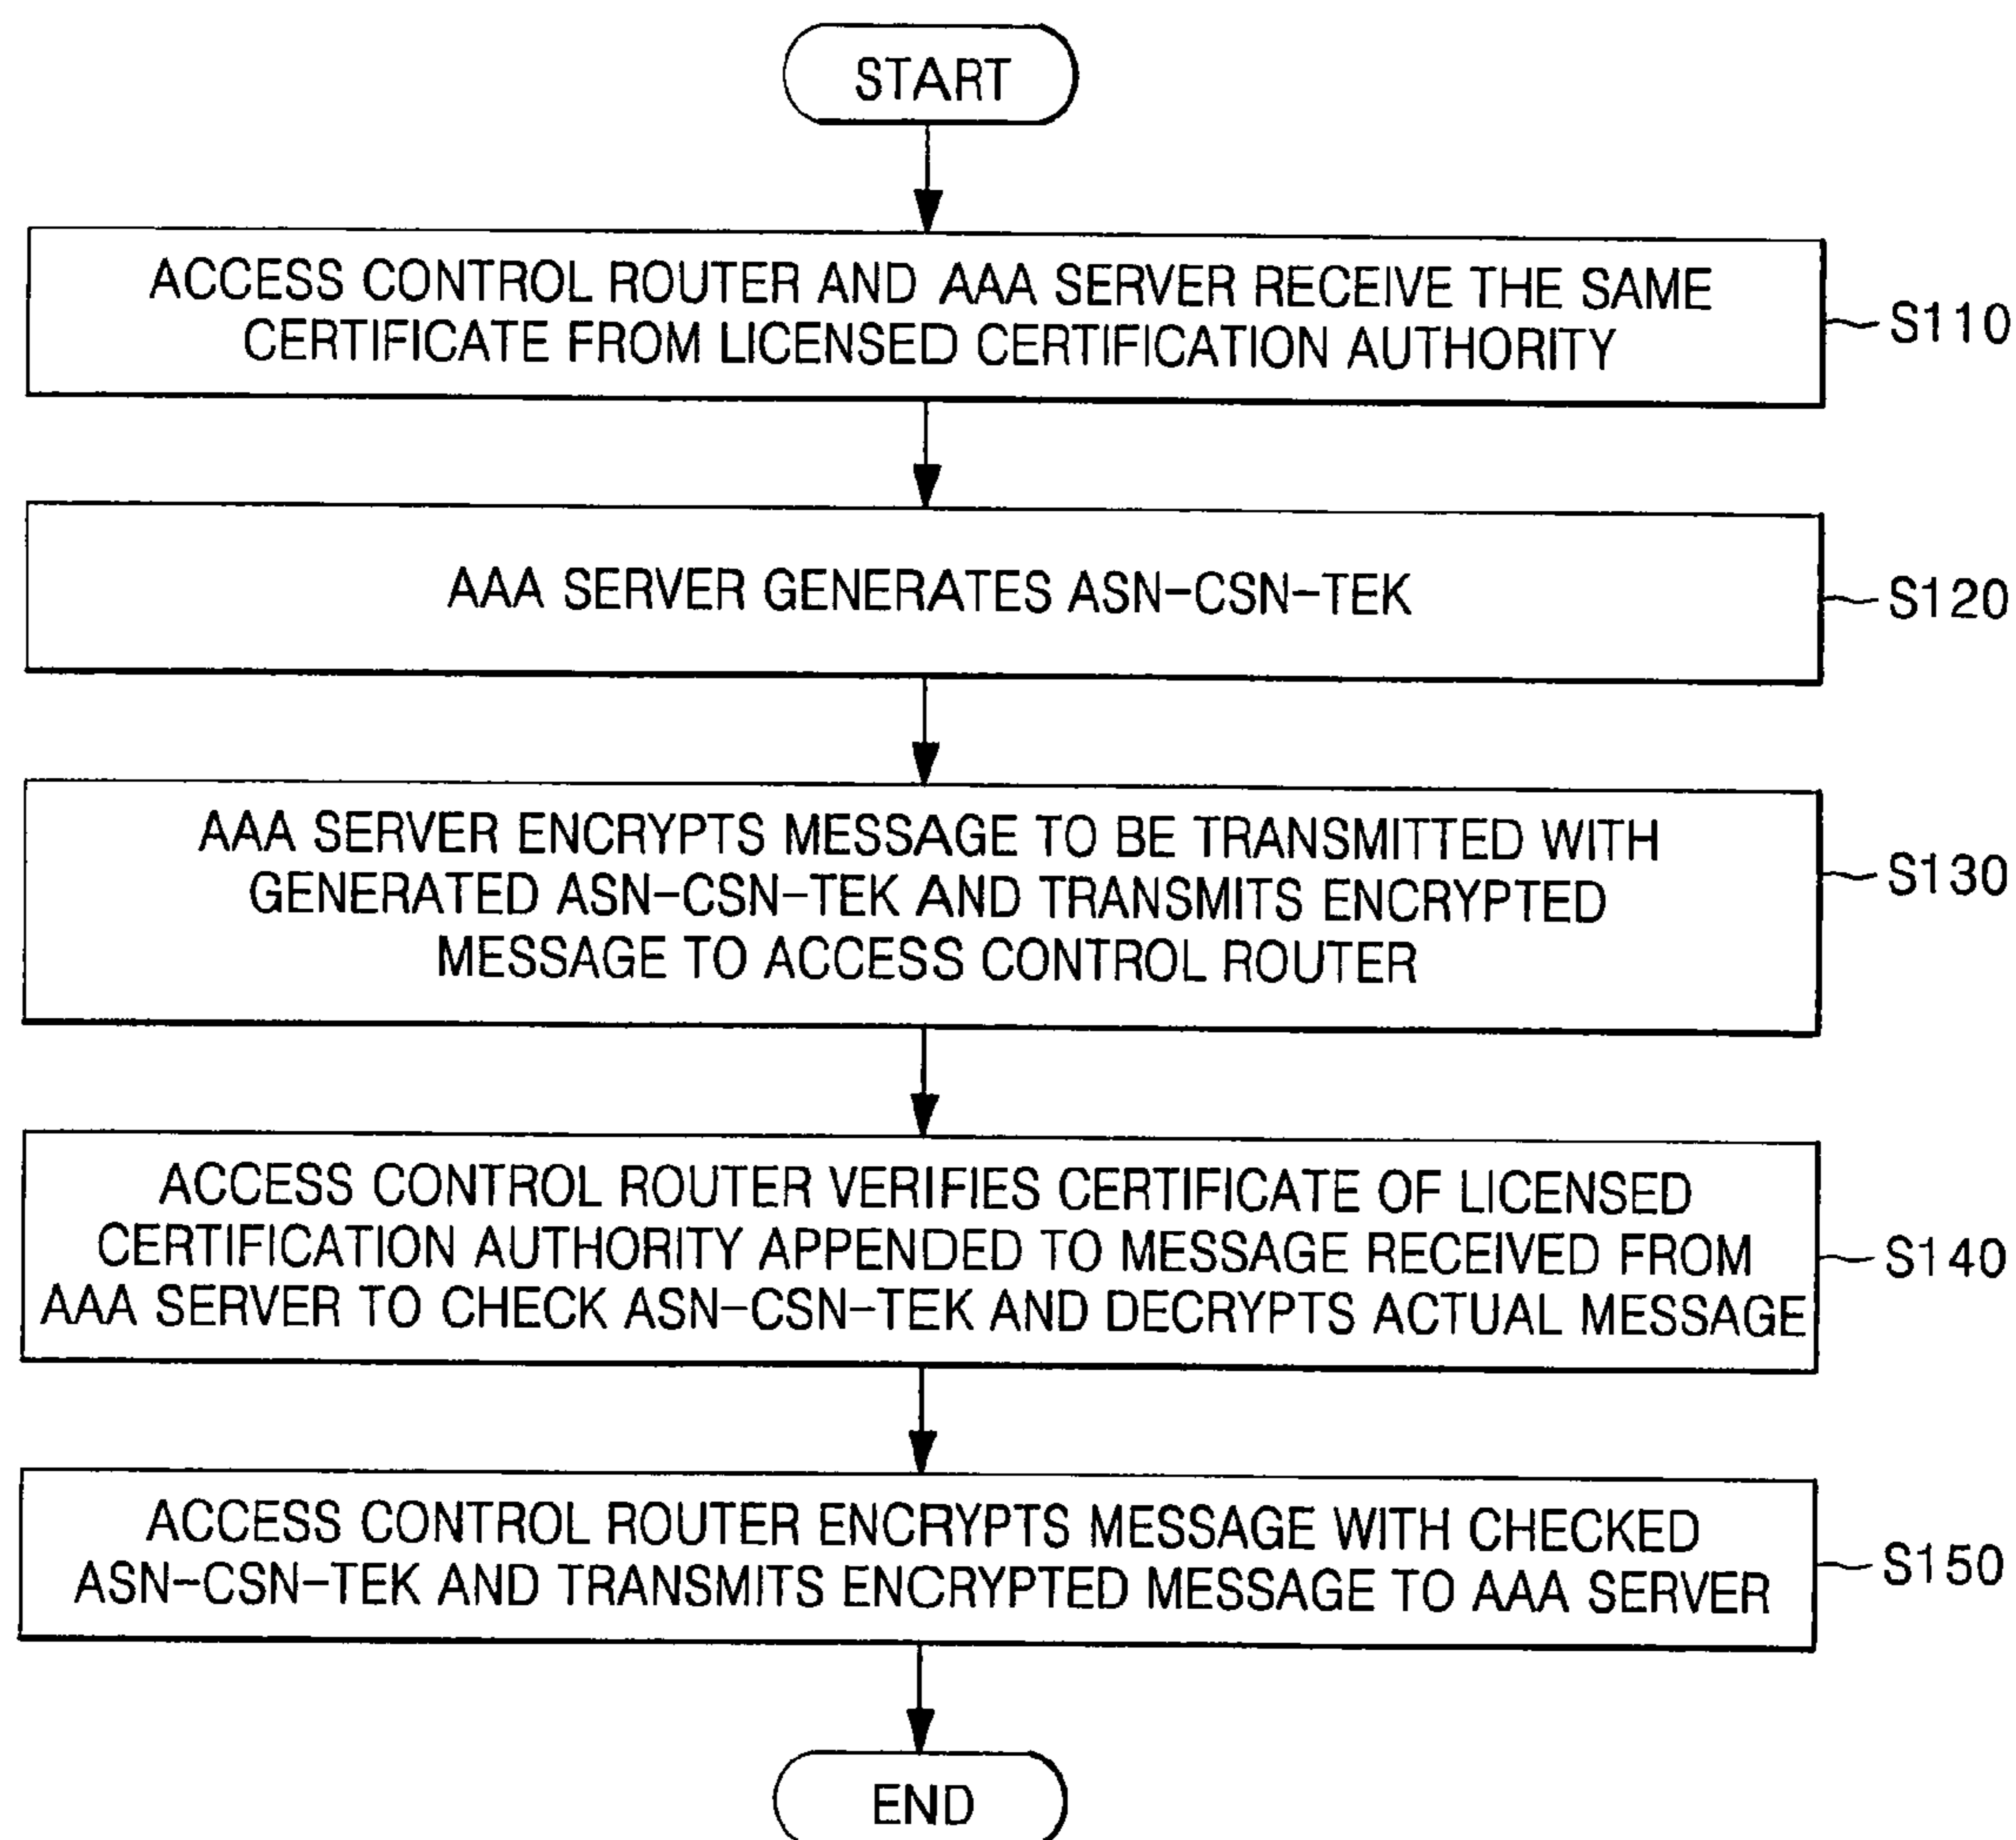 START
ACCESS CONTROL ROUTER AND AAA SERVER RECEIVE THE SAME
CERTIFICATE FROM LICENSED CERTIFICATION AUTHORITY
S110
AAA SERVER GENERATES ASN-CSN-TEK
S120
AAA SERVER ENCRYPTS MESSAGE TO BE TRANSMITTED WITH
GENERATED ASN-CSN-TEK AND TRANSMITS ENCRYPTED
MESSAGE TO ACCESS CONTROL ROUTER
S130
ACCESS CONTROL ROUTER VERIFIES CERTIFICATE OF LICENSED
CERTIFICATION AUTHORITY APPENDED TO MESSAGE RECEIVED FROM
AAA SERVER TO CHECK ASN-CSN-TEK AND DECRYPTS ACTUAL MESSAGE
S140
ACCESS CONTROL ROUTER ENCRYPTS MESSAGE WITH CHECKED
ASN-CSN-TEK AND TRANSMITS ENCRYPTED MESSAGE TO AAA SERVER
S150
END